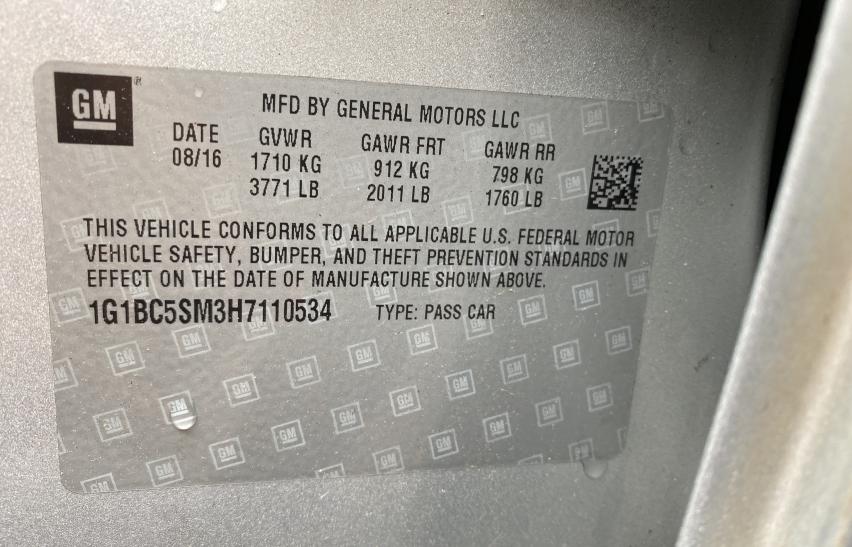 GM
MFD BY GENERAL MOTORS LLC
DATE GVWR GAWR FRT GAWR RR
08/16 1710 KG 912 KG 798 KG
3771 LB 2011 LB 1760 LB
THIS VEHICLE CONFORMS TO ALL APPLICABLE U.S. FEDERAL MOTOR
VEHICLE SAFETY, BUMPER, AND THEFT PREVENTION STANDARDS IN
EFFECT ON THE DATE OF MANUFACTURE SHOWN ABOVE.
1G1BC5SM3H7110534 TYPE: PASS CAR